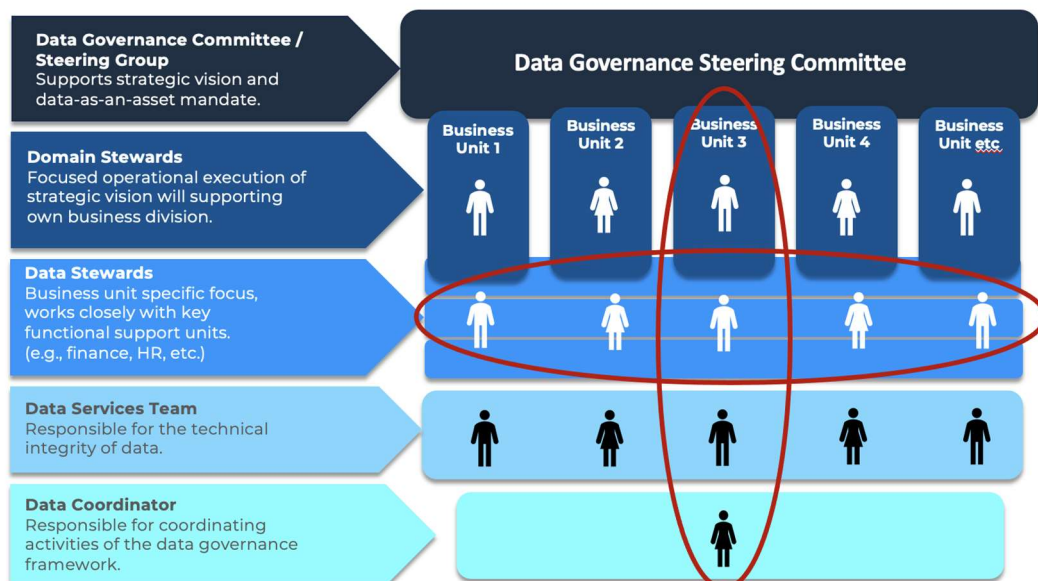 Data Governance Committee /
Steering Group
Supports strategic vision and
data-as-an-asset mandate.
Data Governance Steering Committee
Business
Unit 1
Business
Unit 2
Business
Unit 3
Business
Unit 4
Business
Unit etc
Domain Stewards
Focused operational execution of
strategic vision will supporting
own business division.
Data Stewards
Business unit specific focus,
works closely with key
functional support units.
(e.g., finance, HR, etc.)
Data Services Team
Responsible for the technical
integrity of data.
Data Coordinator
Responsible for coordinating
activities of the data governance
framework.